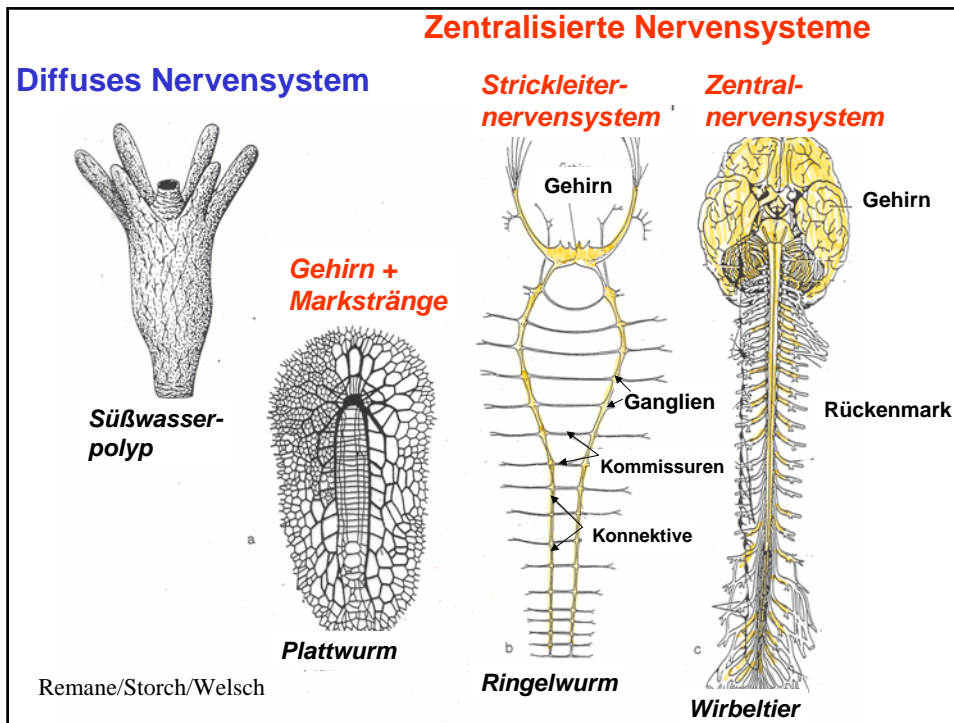 Zentralisierte Nervensysteme
Diffuses Nervensystem
Strickleiter-
nervensystem
Zentral-
nervensystem
Gehirn
Gehirn
Gehirn +
Markstränge
Ganglien
Rückenmark
Kommissuren
Konnektive
Süßwasser-
polyp
a
Plattwurm
b
Ringelwurm
c
Wirbeltier
Remane/Storch/Welsch